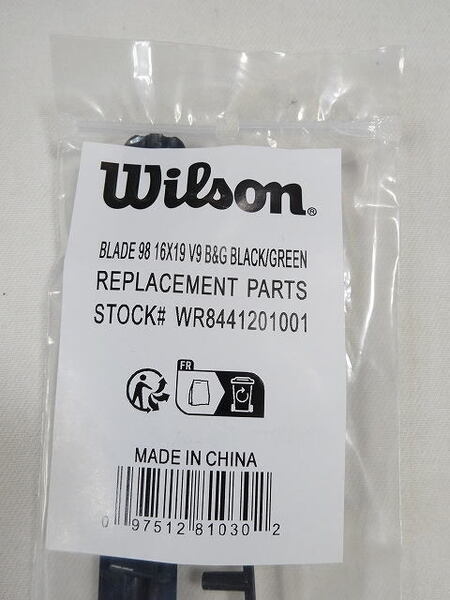 Wilson®
BLADE 98 16X19 V9 B&G BLACK/GREEN
REPLACEMENT PARTS
STOCK# WR8441201001
FR
MADE IN CHINA
0 97512 81030 2